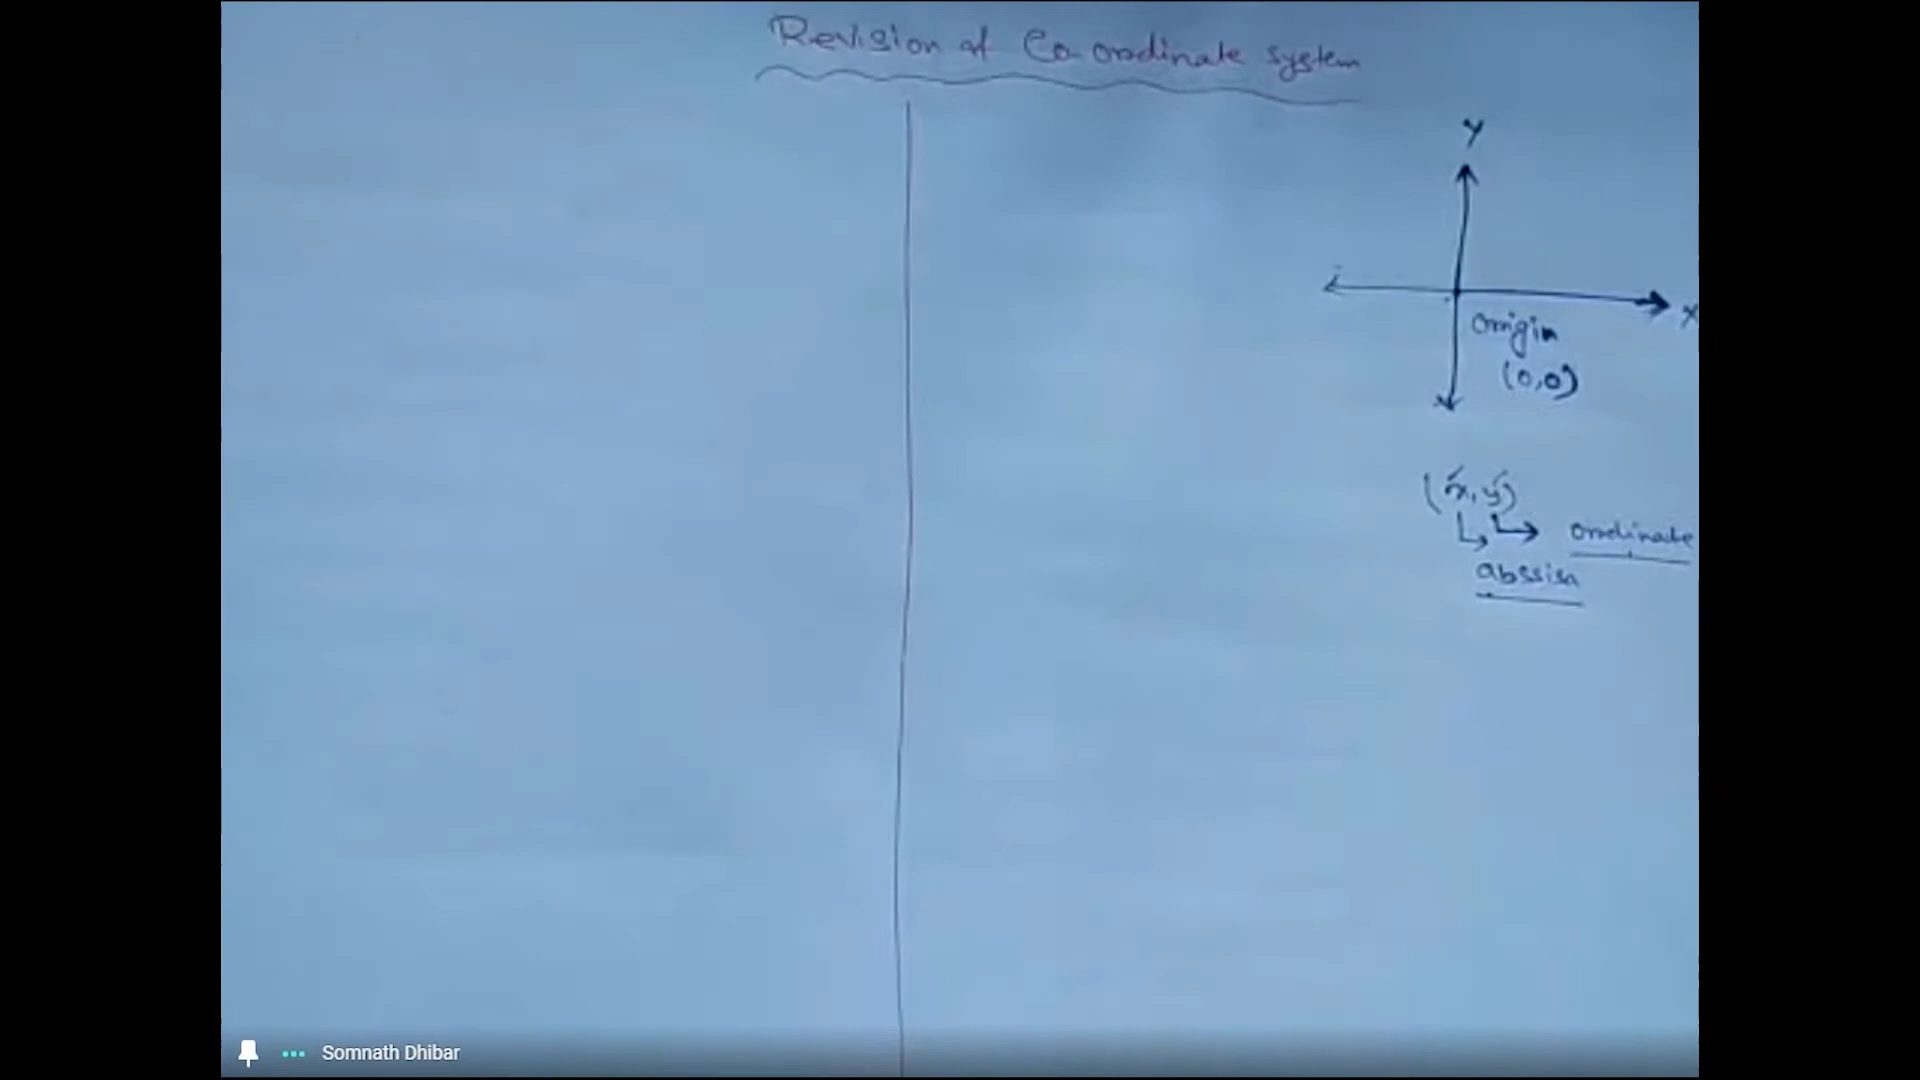 Revision of Co-ordinate system
Y
X
Origin
(0,0)
(x, y)
ordinate
abssisa
Somnath Dhibar